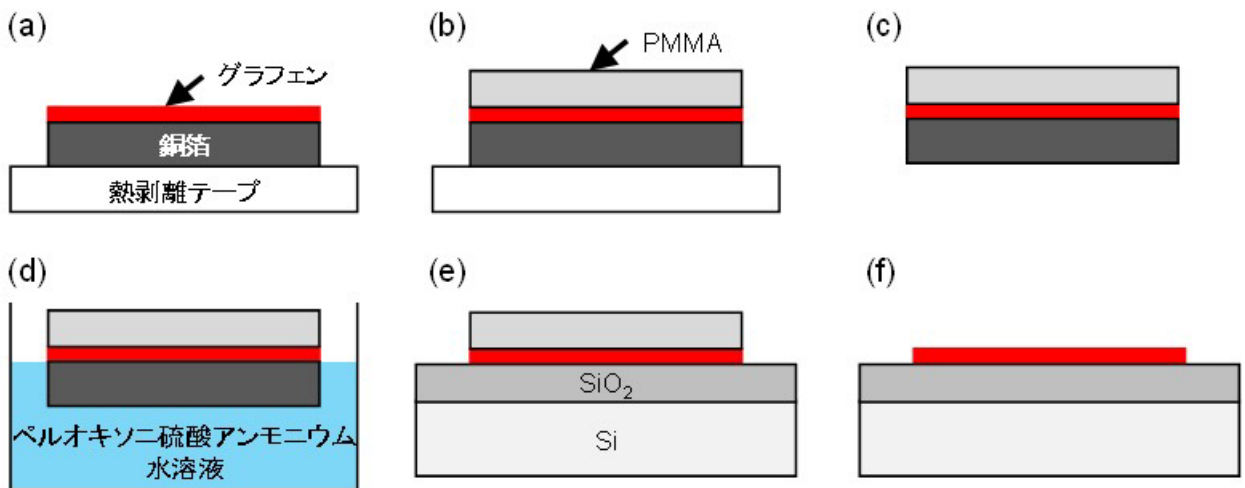 (a)
グラフェン
銅箔
熱剥離テープ
(b)
PMMA
(c)
(d)
ペルオキソニ硫酸アンモニウム
水溶液
(e)
SiO₂
Si
(f)